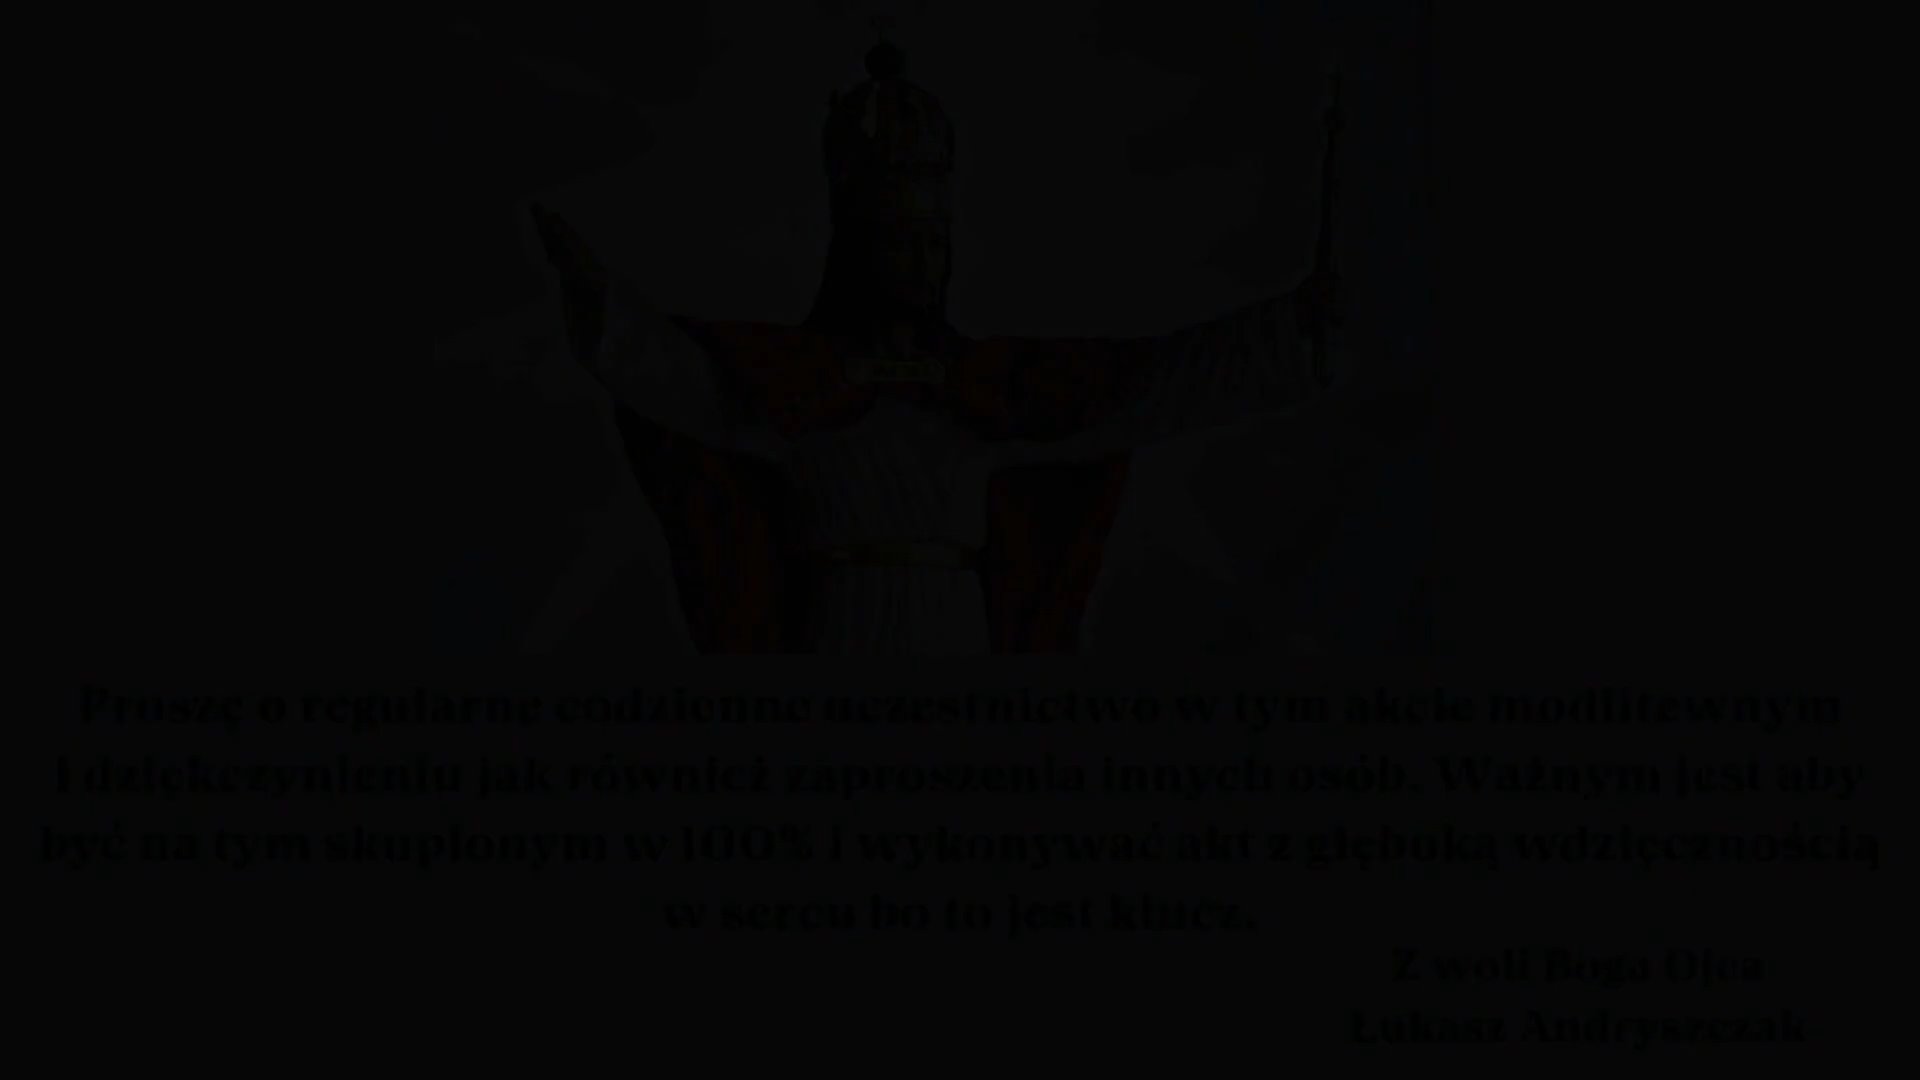 Proszę o regularne codzienne uczestnictwo w tym akcie modlitewnym
i dziękczynieniu jak również zaproszenia innych osób. Ważnym jest aby
być na tym skupionym w 100% i wykonywać akt z głęboką wdzięcznością
w sercu bo to jest klucz.
Z woli Boga Ojca
Łukasz Andryszczak